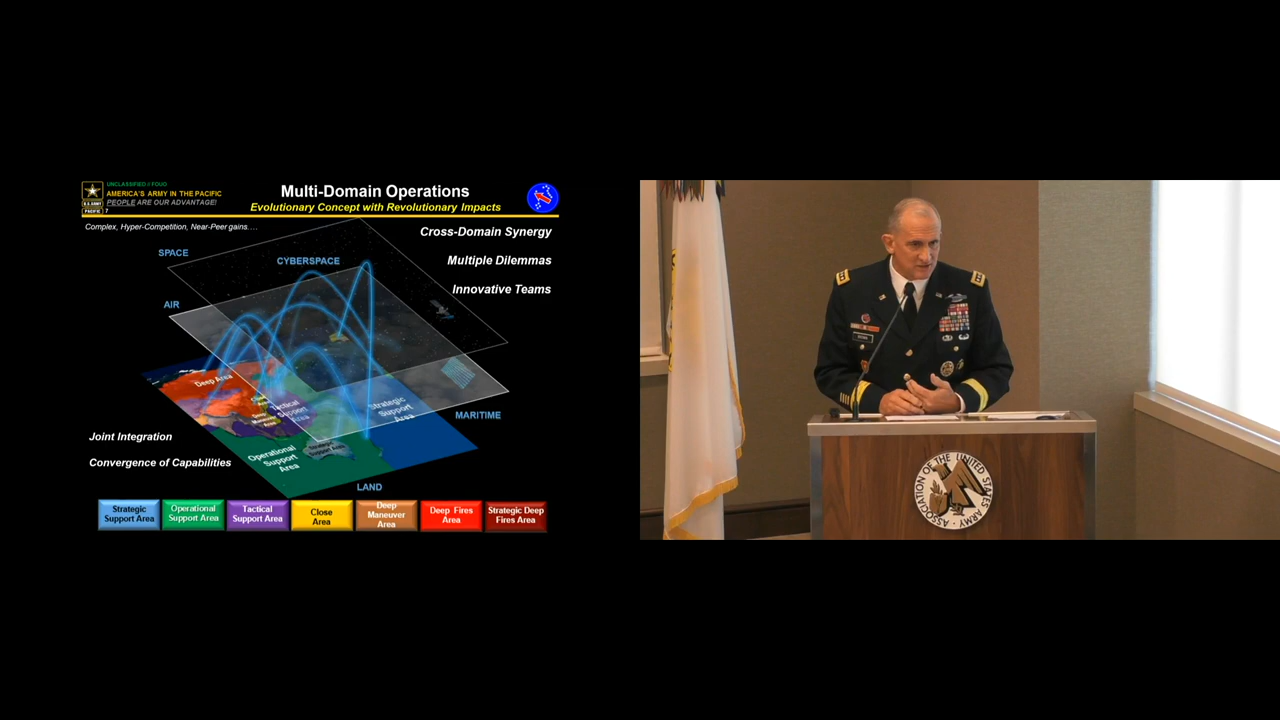 UNCLASSIFIED // FOUO
AMERICA'S ARMY IN THE PACIFIC
PEOPLE ARE OUR ADVANTAGE!
U.S. ARMY
PACIFIC 7
Multi-Domain Operations
Evolutionary Concept with Revolutionary Impacts
Complex, Hyper-Competition, Near-Peer gains….
Cross-Domain Synergy
Multiple Dilemmas
Innovative Teams
SPACE
CYBERSPACE
AIR
Deep Area
Tactical
Support
Area
Strategic
Support
Area
MARITIME
Operational
Support
Area
LAND
Joint Integration
Convergence of Capabilities
Strategic
Support Area
Operational
Support Area
Tactical
Support Area
Close
Area
Deep
Maneuver
Area
Deep Fires
Area
Strategic Deep
Fires Area
ASSOCIATION OF THE UNITED STATES ARMY